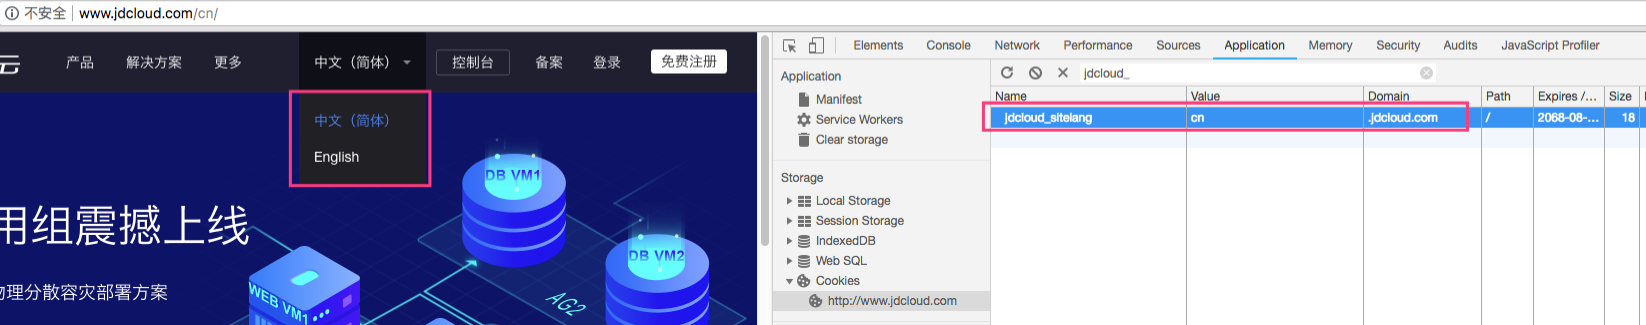 不安全 www.jdcloud.com/cn/
云 产品 解决方案 更多 中文（简体） 控制台 备案 登录 免费注册
中文（简体）
English
用组震撼上线
物理分散容灾部署方案
DB VM1
DB VM2
WEB VM1
AG2
Elements Console Network Performance Sources Application Memory Security Audits JavaScript Profiler
Application
Manifest
Service Workers
Clear storage
Storage
Local Storage
Session Storage
IndexedDB
Web SQL
Cookies
http://www.jdcloud.com
jdcloud_
Name Value Domain Path Expires /... Size
jdcloud_sitelang cn .jdcloud.com / 2068-08-... 18